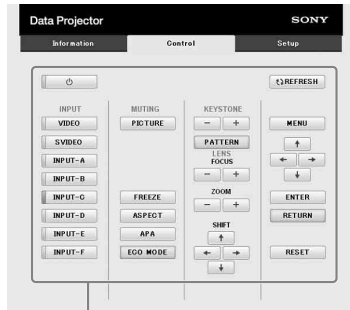 Data Projector
SONY
Information
Control
Setup
REFRESH
INPUT
MUTING
KEYSTONE
VIDEO
PICTURE
- +
MENU
SVIDEO
PATTERN
INPUT-A
LENS
FOCUS
INPUT-B
- +
INPUT-C
FREEZE
ZOOM
ENTER
INPUT-D
ASPECT
- +
RETURN
INPUT-E
APA
SHIFT
INPUT-F
ECO MODE
RESET